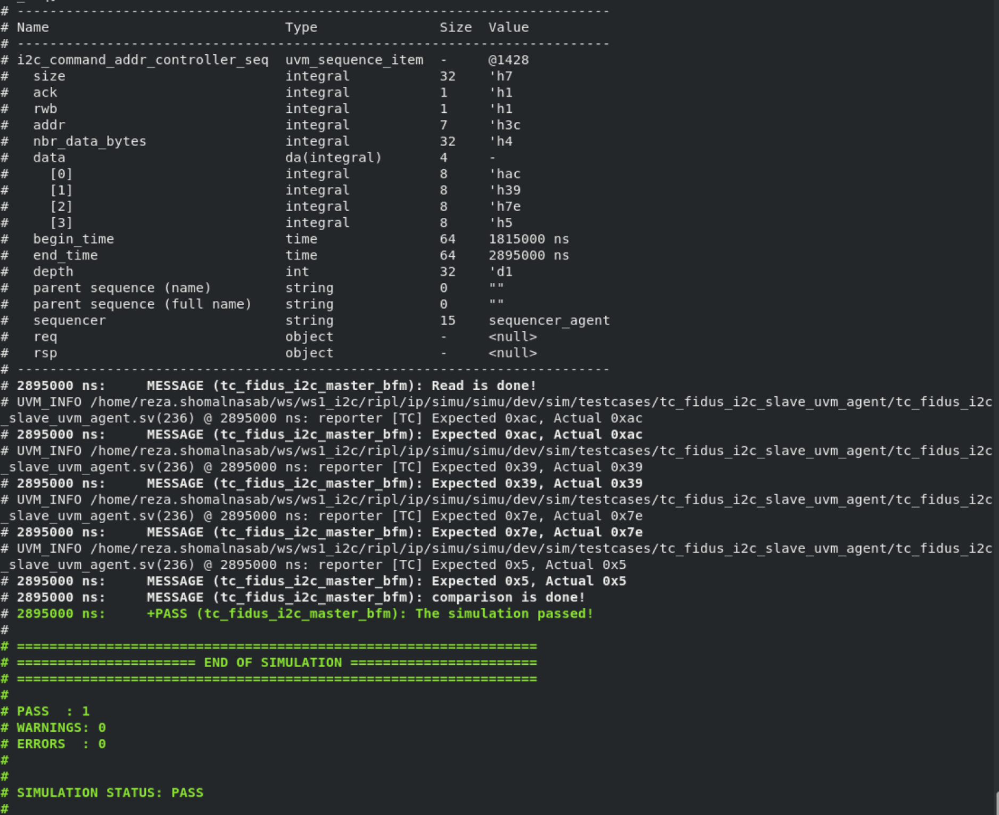 # -------------------------------------------------------------------------
# Name                              Type               Size  Value
# -------------------------------------------------------------------------
# i2c_command_addr_controller_seq  uvm_sequence_item  -     @1428
#   size                           integral           32    'h7
#   ack                            integral           1     'h1
#   rwb                            integral           1     'h1
#   addr                           integral           7     'h3c
#   nbr_data_bytes                 integral           32    'h4
#   data                           da(integral)       4     -
#     [0]                          integral           8     'hac
#     [1]                          integral           8     'h39
#     [2]                          integral           8     'h7e
#     [3]                          integral           8     'h5
#   begin_time                     time               64    1815000 ns
#   end_time                       time               64    2895000 ns
#   depth                          int                32    'd1
#   parent sequence (name)         string             0     ""
#   parent sequence (full name)    string             0     ""
#   sequencer                      string             15    sequencer_agent
#   req                            object             -     <null>
#   rsp                            object             -     <null>
# -------------------------------------------------------------------------
# 2895000 ns:     MESSAGE (tc_fidus_i2c_master_bfm): Read is done!
# UVM_INFO /home/reza.shomalnasab/ws/ws1_i2c/ripl/ip/simu/simu/dev/sim/testcases/tc_fidus_i2c_slave_uvm_agent/tc_fidus_i2c
_slave_uvm_agent.sv(236) @ 2895000 ns: reporter [TC] Expected 0xac, Actual 0xac
# 2895000 ns:     MESSAGE (tc_fidus_i2c_master_bfm): Expected 0xac, Actual 0xac
# UVM_INFO /home/reza.shomalnasab/ws/ws1_i2c/ripl/ip/simu/simu/dev/sim/testcases/tc_fidus_i2c_slave_uvm_agent/tc_fidus_i2c
_slave_uvm_agent.sv(236) @ 2895000 ns: reporter [TC] Expected 0x39, Actual 0x39
# 2895000 ns:     MESSAGE (tc_fidus_i2c_master_bfm): Expected 0x39, Actual 0x39
# UVM_INFO /home/reza.shomalnasab/ws/ws1_i2c/ripl/ip/simu/simu/dev/sim/testcases/tc_fidus_i2c_slave_uvm_agent/tc_fidus_i2c
_slave_uvm_agent.sv(236) @ 2895000 ns: reporter [TC] Expected 0x7e, Actual 0x7e
# 2895000 ns:     MESSAGE (tc_fidus_i2c_master_bfm): Expected 0x7e, Actual 0x7e
# UVM_INFO /home/reza.shomalnasab/ws/ws1_i2c/ripl/ip/simu/simu/dev/sim/testcases/tc_fidus_i2c_slave_uvm_agent/tc_fidus_i2c
_slave_uvm_agent.sv(236) @ 2895000 ns: reporter [TC] Expected 0x5, Actual 0x5
# 2895000 ns:     MESSAGE (tc_fidus_i2c_master_bfm): Expected 0x5, Actual 0x5
# 2895000 ns:     MESSAGE (tc_fidus_i2c_master_bfm): comparison is done!
# 2895000 ns:     +PASS (tc_fidus_i2c_master_bfm): The simulation passed!
#
# ================================================================
# ====================== END OF SIMULATION =======================
# ================================================================
#
# PASS  : 1
# WARNINGS: 0
# ERRORS  : 0
#
#
# SIMULATION STATUS: PASS
#